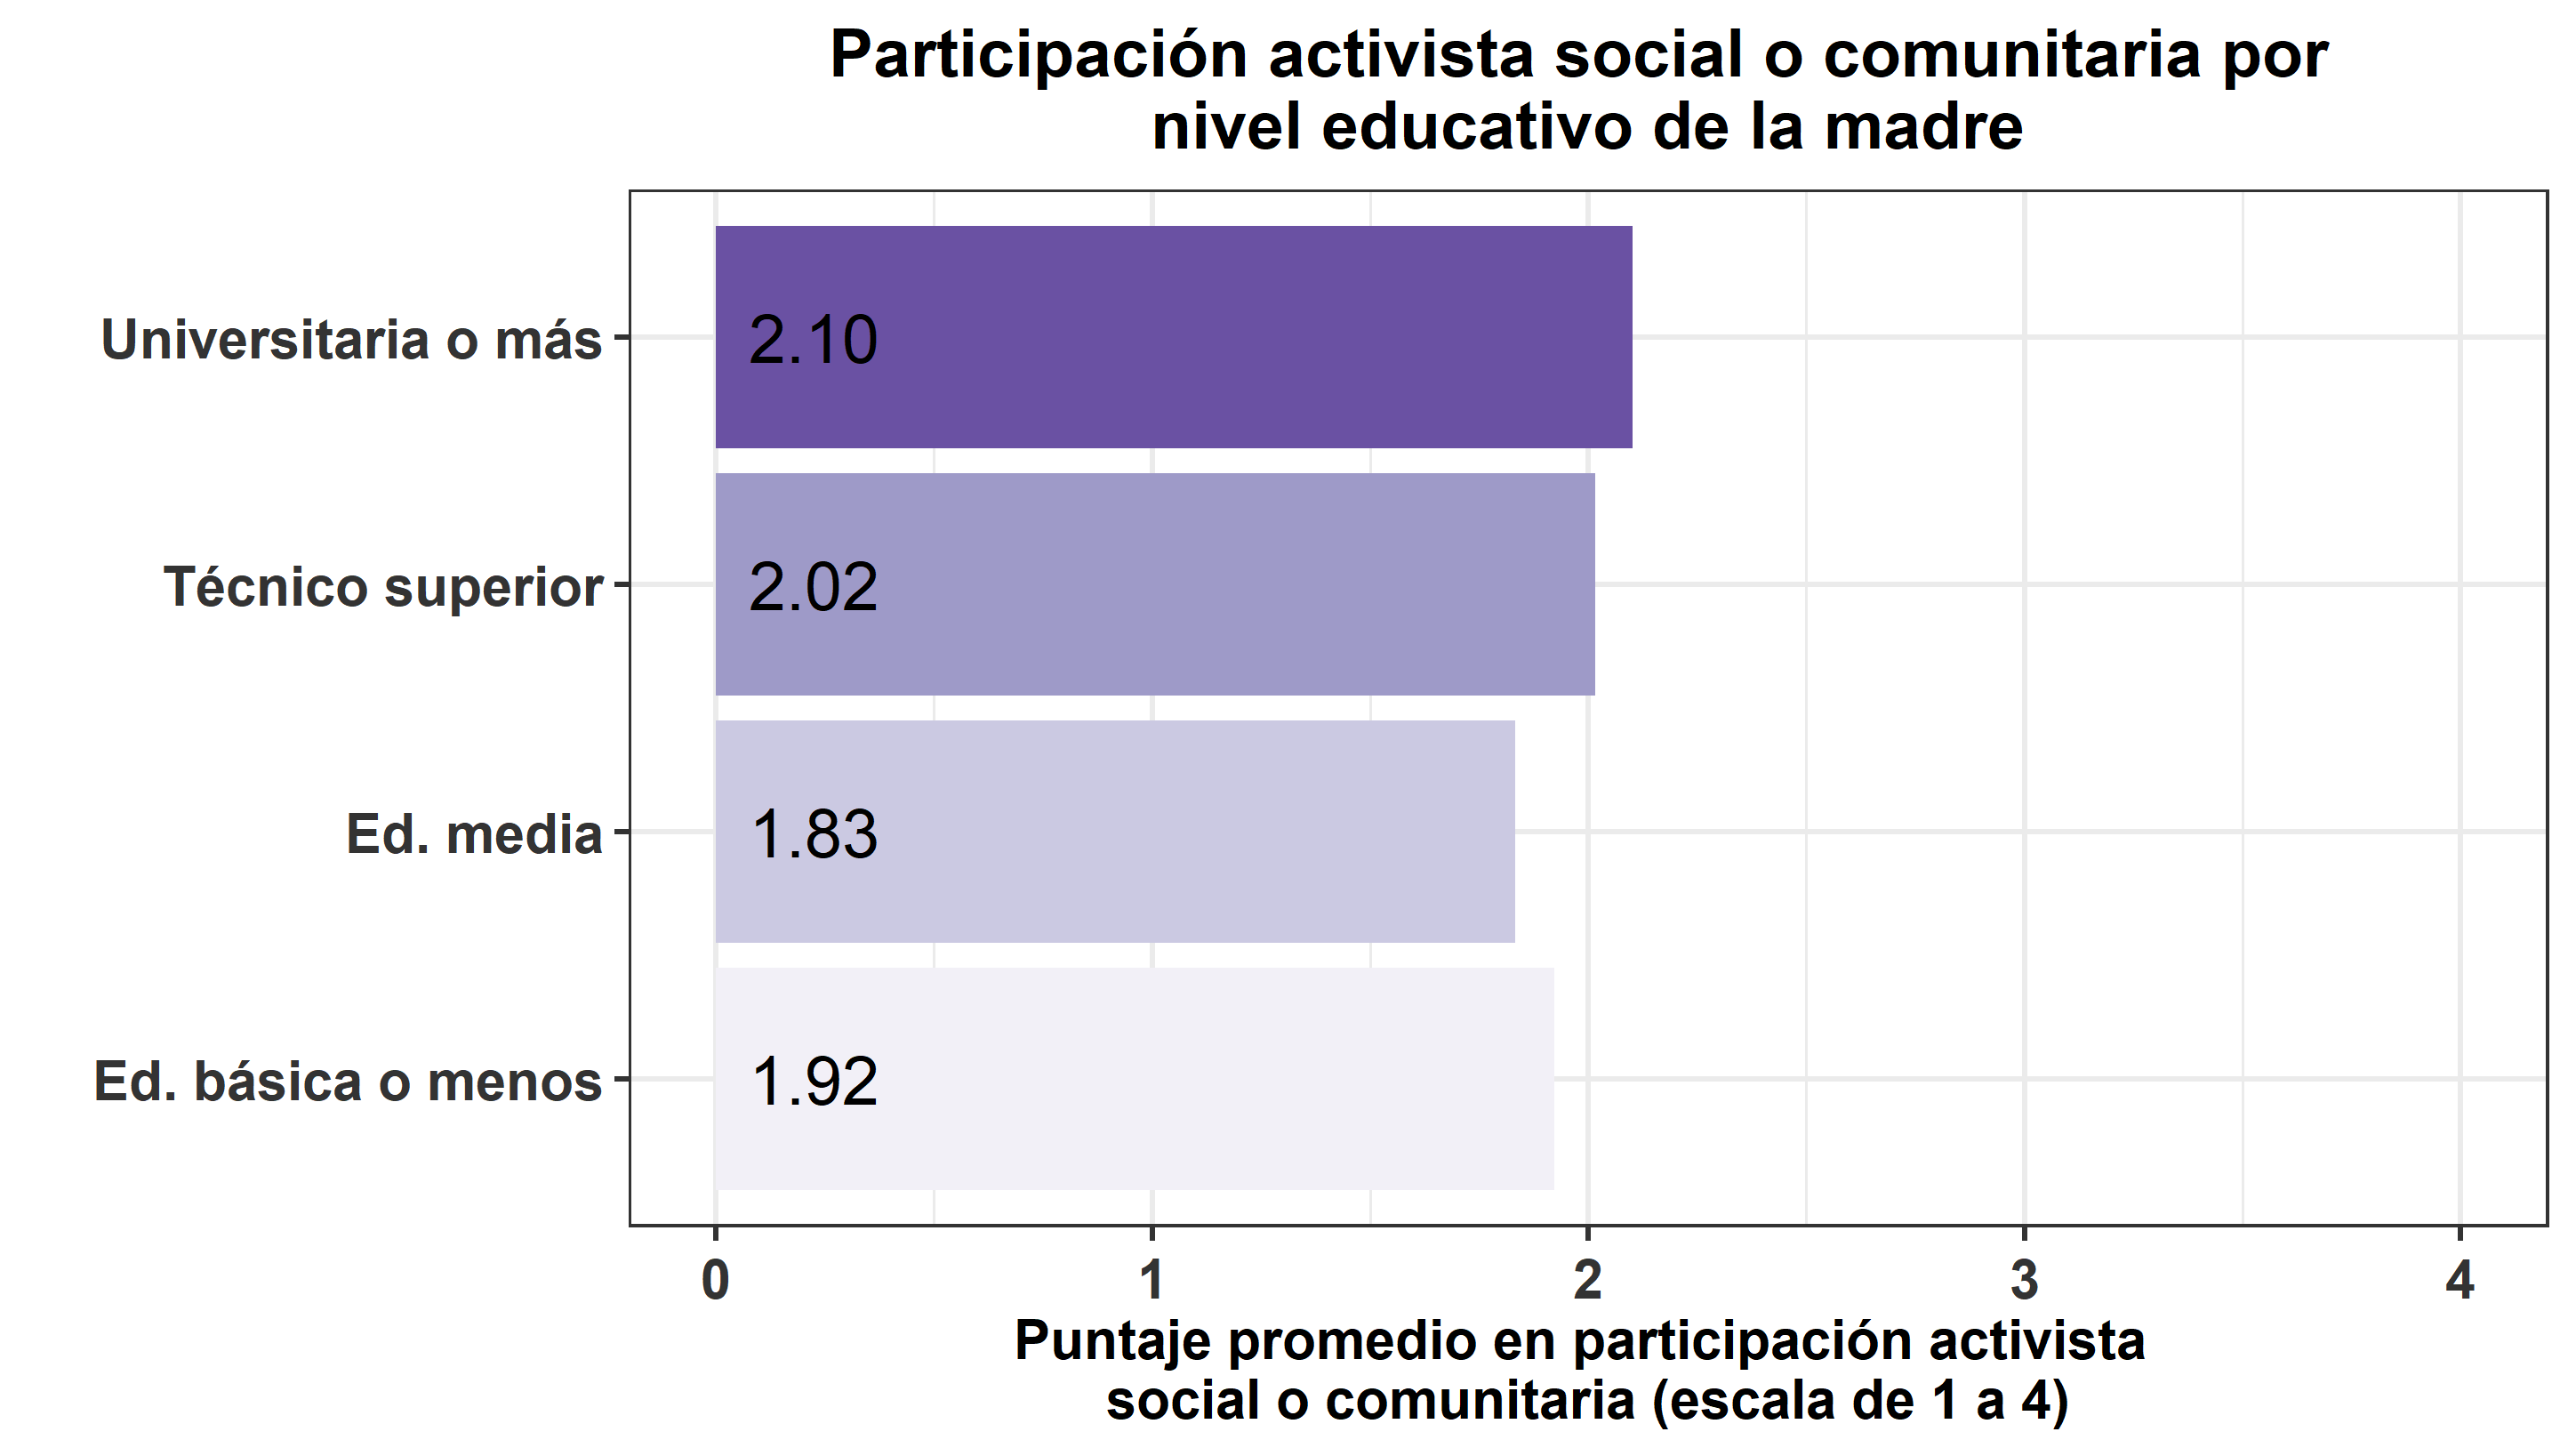 Participación activista social o comunitaria por
nivel educativo de la madre
Universitaria o más
2.10
Técnico superior
2.02
Ed. media
1.83
Ed. básica o menos
1.92
0 1 2 3 4
Puntaje promedio en participación activista
social o comunitaria (escala de 1 a 4)